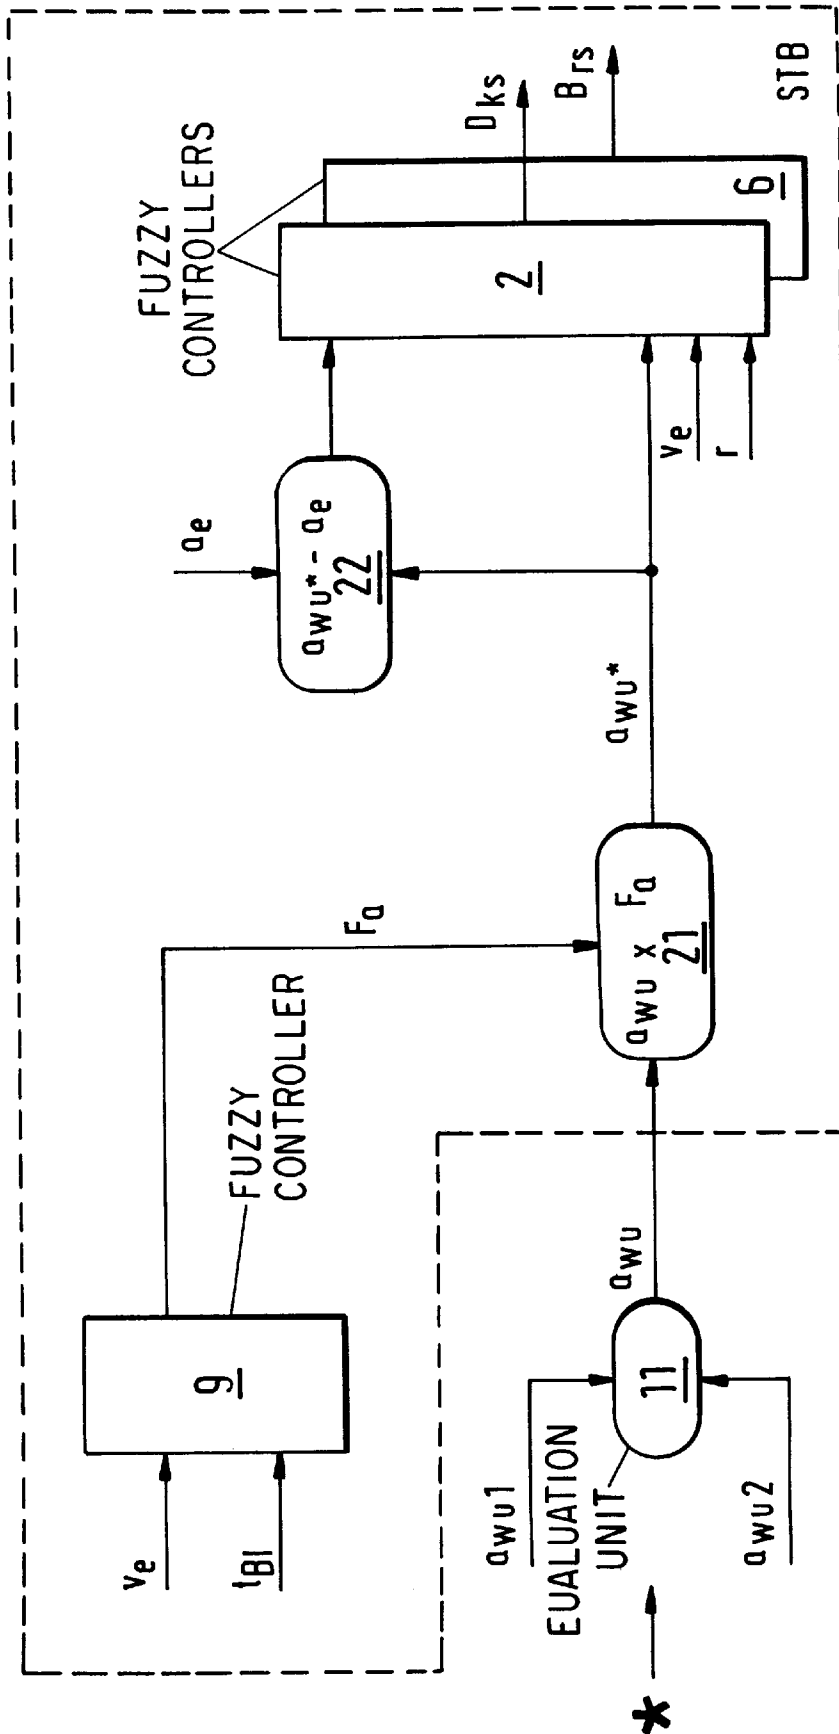 v_e
t_BI
9
FUZZY
CONTROLLER
F_a
a_wu1
EUALUATION
UNIT
a_wu2
*
11
a_wu
a_wu x F_a
21
a_wu*
a_e
a_wu* - a_e
22
v_e
r
FUZZY
CONTROLLERS
2
6
D_ks
B_rs
STB